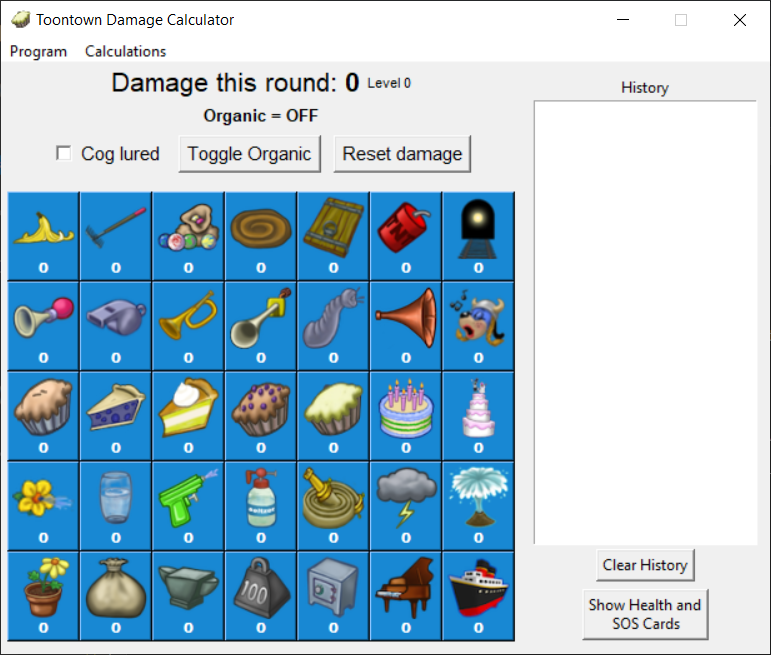 Toontown Damage Calculator
Program Calculations
Damage this round: 0 Level 0
Organic = OFF
Cog lured
Toggle Organic
Reset damage
0 0 0 0 0 0 0
0 0 0 0 0 0 0
0 0 0 0 0 0 0
seltzer
0 0 0 0 0 0 0
100
0 0 0 0 0 0 0
History
Clear History
Show Health and
SOS Cards